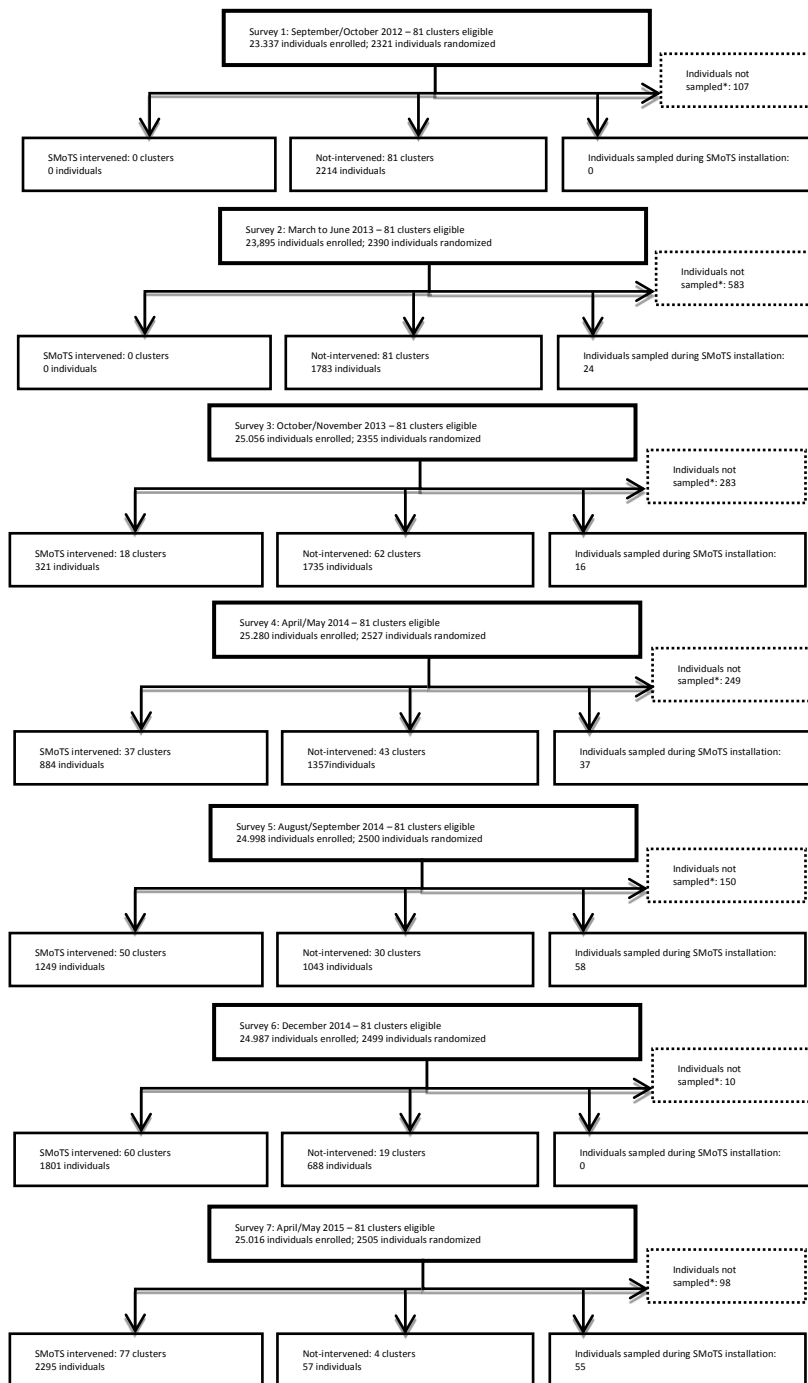 Survey 1: September/October 2012 – 81 clusters eligible
23.337 individuals enrolled; 2321 individuals randomized
Individuals not
sampled*: 107
SMoTS intervened: 0 clusters
0 individuals
Not-intervened: 81 clusters
2214 individuals
Individuals sampled during SMoTS installation:
0
Survey 2: March to June 2013 – 81 clusters eligible
23,895 individuals enrolled; 2390 individuals randomized
Individuals not
sampled*: 583
SMoTS intervened: 0 clusters
0 individuals
Not-intervened: 81 clusters
1783 individuals
Individuals sampled during SMoTS installation:
24
Survey 3: October/November 2013 – 81 clusters eligible
25.056 individuals enrolled; 2355 individuals randomized
Individuals not
sampled*: 283
SMoTS intervened: 18 clusters
321 individuals
Not-intervened: 62 clusters
1735 individuals
Individuals sampled during SMoTS installation:
16
Survey 4: April/May 2014 – 81 clusters eligible
25.280 individuals enrolled; 2527 individuals randomized
Individuals not
sampled*: 249
SMoTS intervened: 37 clusters
884 individuals
Not-intervened: 43 clusters
1357individuals
Individuals sampled during SMoTS installation:
37
Survey 5: August/September 2014 – 81 clusters eligible
24.998 individuals enrolled; 2500 individuals randomized
Individuals not
sampled*: 150
SMoTS intervened: 50 clusters
1249 individuals
Not-intervened: 30 clusters
1043 individuals
Individuals sampled during SMoTS installation:
58
Survey 6: December 2014 – 81 clusters eligible
24.987 individuals enrolled; 2499 individuals randomized
Individuals not
sampled*: 10
SMoTS intervened: 60 clusters
1801 individuals
Not-intervened: 19 clusters
688 individuals
Individuals sampled during SMoTS installation:
0
Survey 7: April/May 2015 – 81 clusters eligible
25.016 individuals enrolled; 2505 individuals randomized
Individuals not
sampled*: 98
SMoTS intervened: 77 clusters
2295 individuals
Not-intervened: 4 clusters
57 individuals
Individuals sampled during SMoTS installation:
55